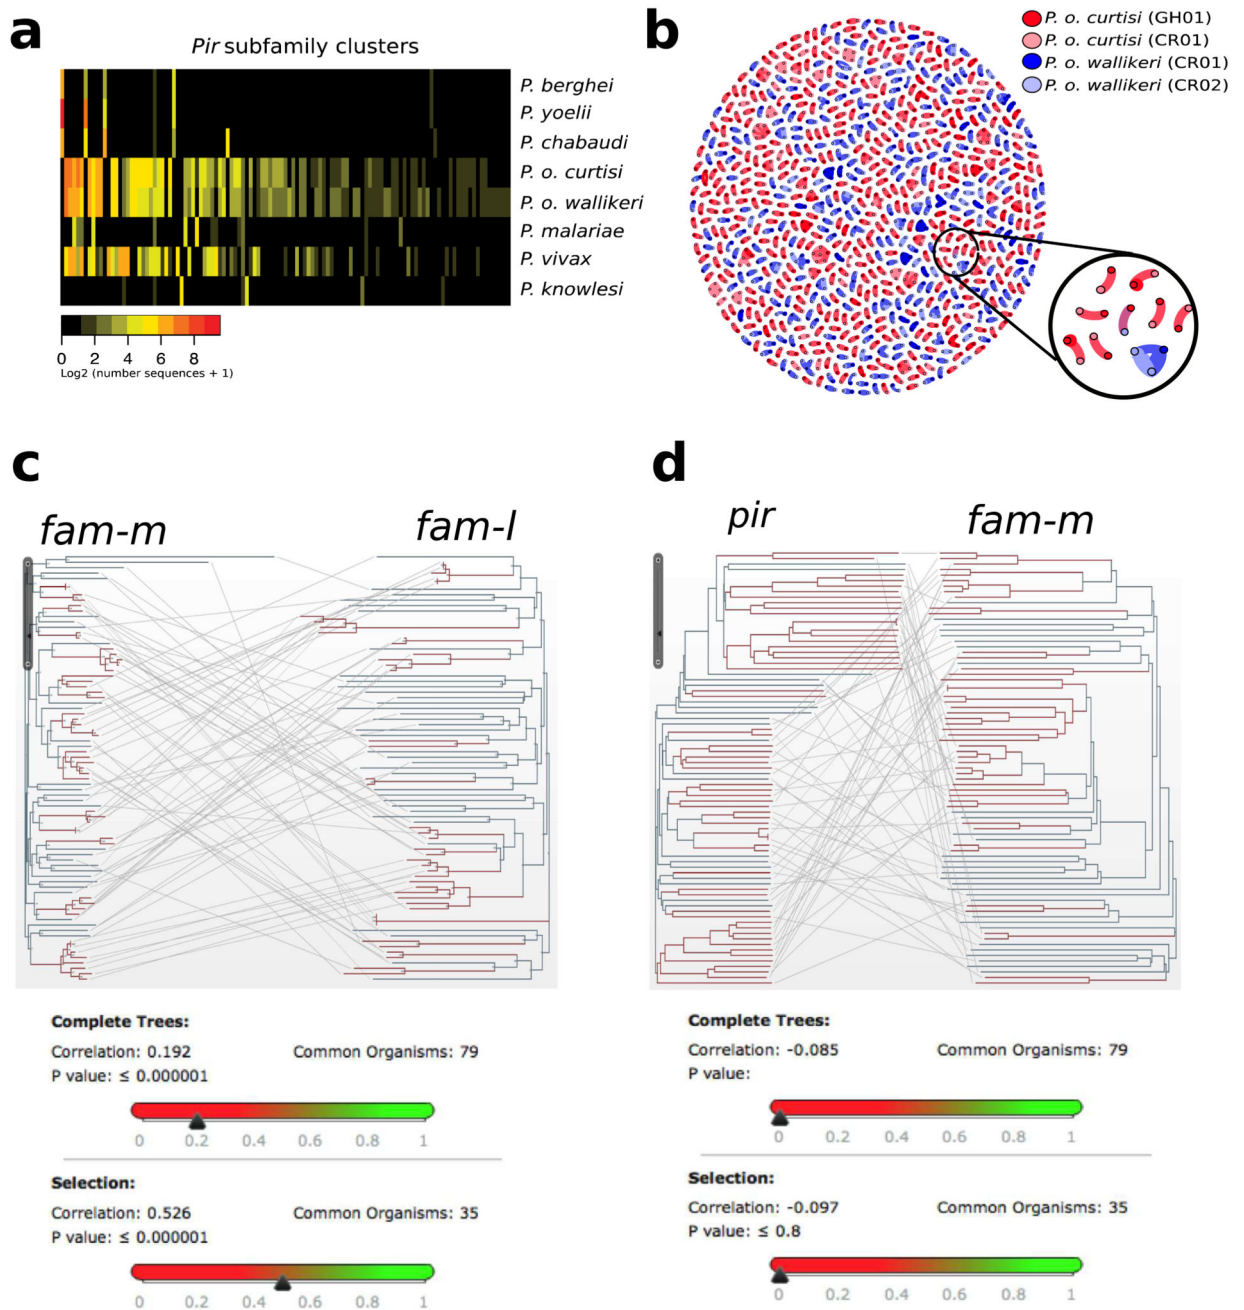 a
Pir subfamily clusters
P. berghei
P. yoelii
P. chabaudi
P. o. curtisi
P. o. wallikeri
P. malariae
P. vivax
P. knowlesi
0 2 4 6 8
Log2 (number sequences + 1)
b
P. o. curtisi (GH01)
P. o. curtisi (CR01)
P. o. wallikeri (CR01)
P. o. wallikeri (CR02)
c
fam-m fam-l
Complete Trees:
Correlation: 0.192 Common Organisms: 79
P value: ≤ 0.000001
0 0.2 0.4 0.6 0.8 1
Selection:
Correlation: 0.526 Common Organisms: 35
P value: ≤ 0.000001
0 0.2 0.4 0.6 0.8 1
d
pir fam-m
Complete Trees:
Correlation: -0.085 Common Organisms: 79
P value:
0 0.2 0.4 0.6 0.8 1
Selection:
Correlation: -0.097 Common Organisms: 35
P value: ≤ 0.8
0 0.2 0.4 0.6 0.8 1